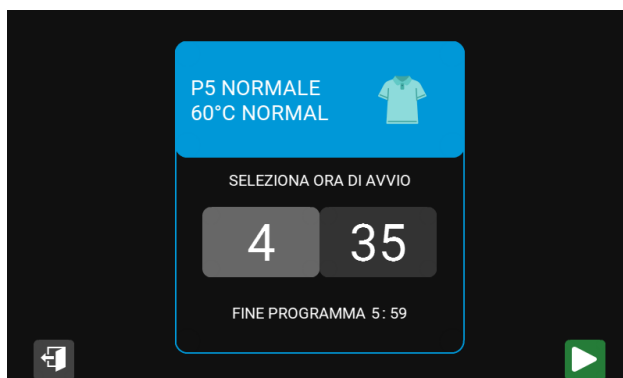 P5 NORMALE
60°C NORMAL
SELEZIONA ORA DI AVVIO
4 35
FINE PROGRAMMA 5:59